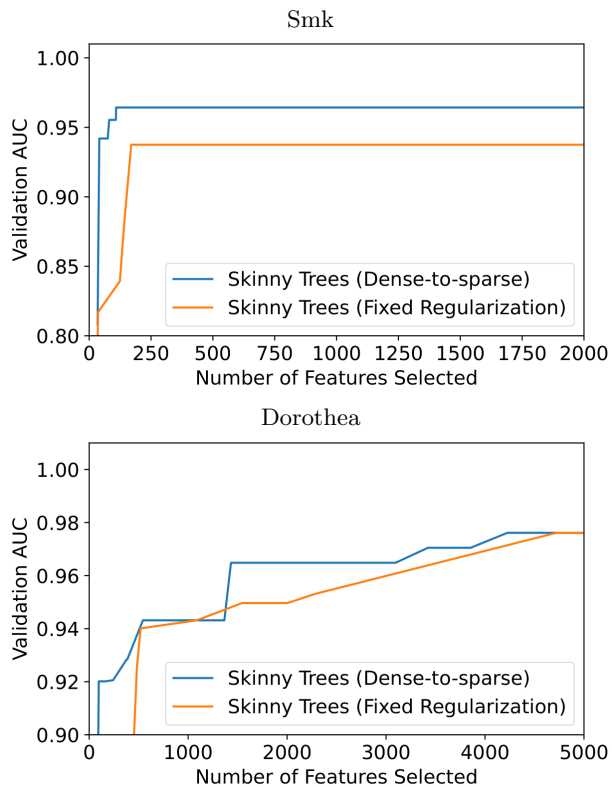 Smk
1.00
0.95
0.90
0.85
0.80
Validation AUC
Skinny Trees (Dense-to-sparse)
Skinny Trees (Fixed Regularization)
0 250 500 750 1000 1250 1500 1750 2000
Number of Features Selected
Dorothea
1.00
0.98
0.96
0.94
0.92
0.90
Validation AUC
Skinny Trees (Dense-to-sparse)
Skinny Trees (Fixed Regularization)
0 1000 2000 3000 4000 5000
Number of Features Selected